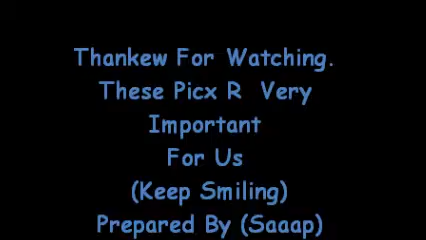 Thankew For Watching.
These Picx R  Very
Important
For Us
(Keep Smiling)
Prepared By (Saaap)